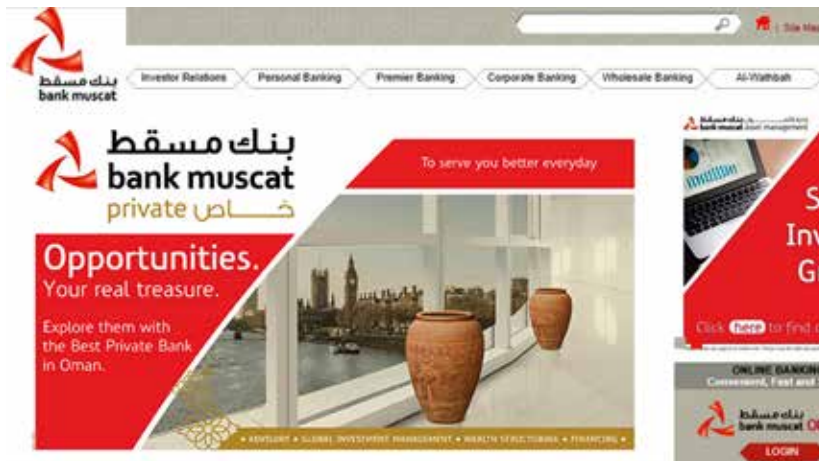 Site Map
بنك مسقط
bank muscat
Investor Relations
Personal Banking
Premier Banking
Corporate Banking
Wholesale Banking
Al-Wathbah
بنك مسقط
bank muscat
private خاص
To serve you better everyday
Opportunities.
Your real treasure.
Explore them with
the Best Private Bank
in Oman.
• ADVISORY • GLOBAL INVESTMENT MANAGEMENT • WEALTH STRUCTURING • FINANCING •
bank muscat asset management
S
Inv
G
Click here to find o
ONLINE BANKING
Convenient, Fast and
بنك مسقط
bank muscat O
LOGIN